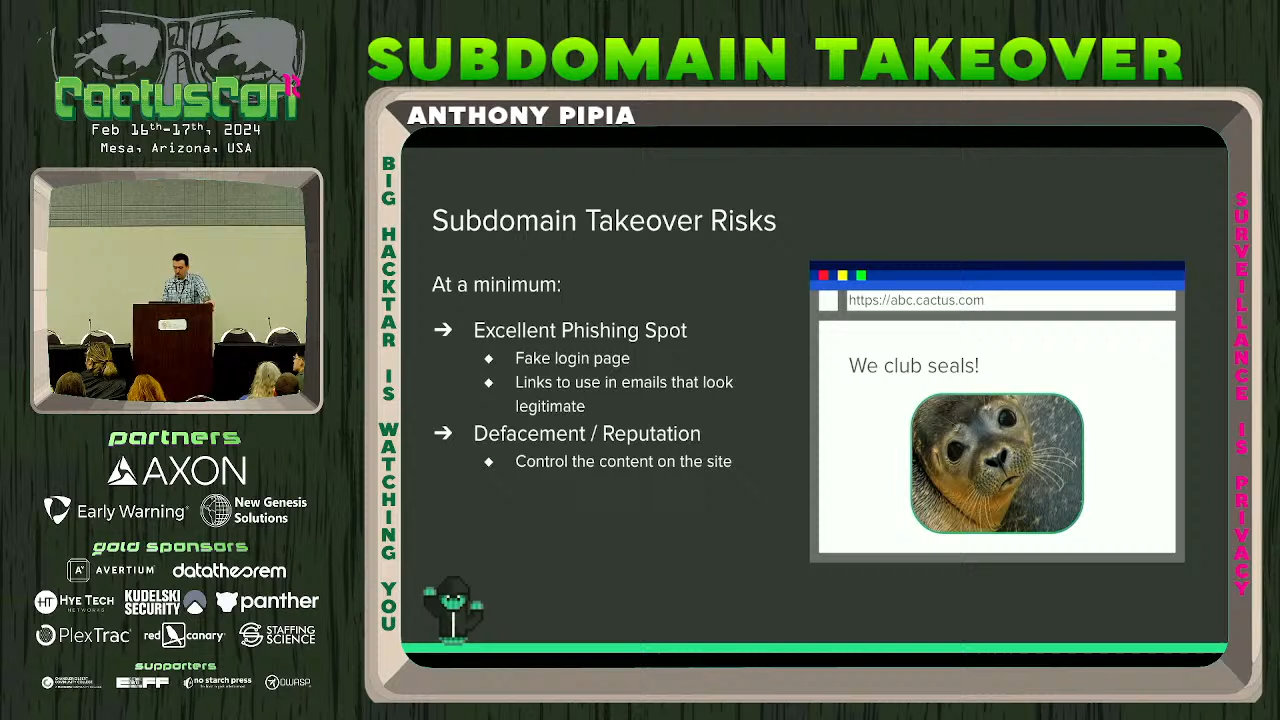 CactusCon
Feb 16th-17th, 2024
Mesa, Arizona, USA
SUBDOMAIN TAKEOVER
ANTHONY PIPIA
BIG HACKTAR IS WATCHING YOU
Subdomain Takeover Risks
At a minimum:
➔ Excellent Phishing Spot
◆ Fake login page
◆ Links to use in emails that look
legitimate
➔ Defacement / Reputation
◆ Control the content on the site
https://abc.cactus.com
We club seals!
SURVEILLANCE IS PRIVACY
partners
AXON
Early Warning
New Genesis
Solutions
gold sponsors
AVERTIUM
datatheorem
HT HYE TECH
NETWORKS
KUDELSKI
SECURITY
panther
PlexTrac
red canary
STAFFING
SCIENCE
supporters
EFF
no starch press
OWASP